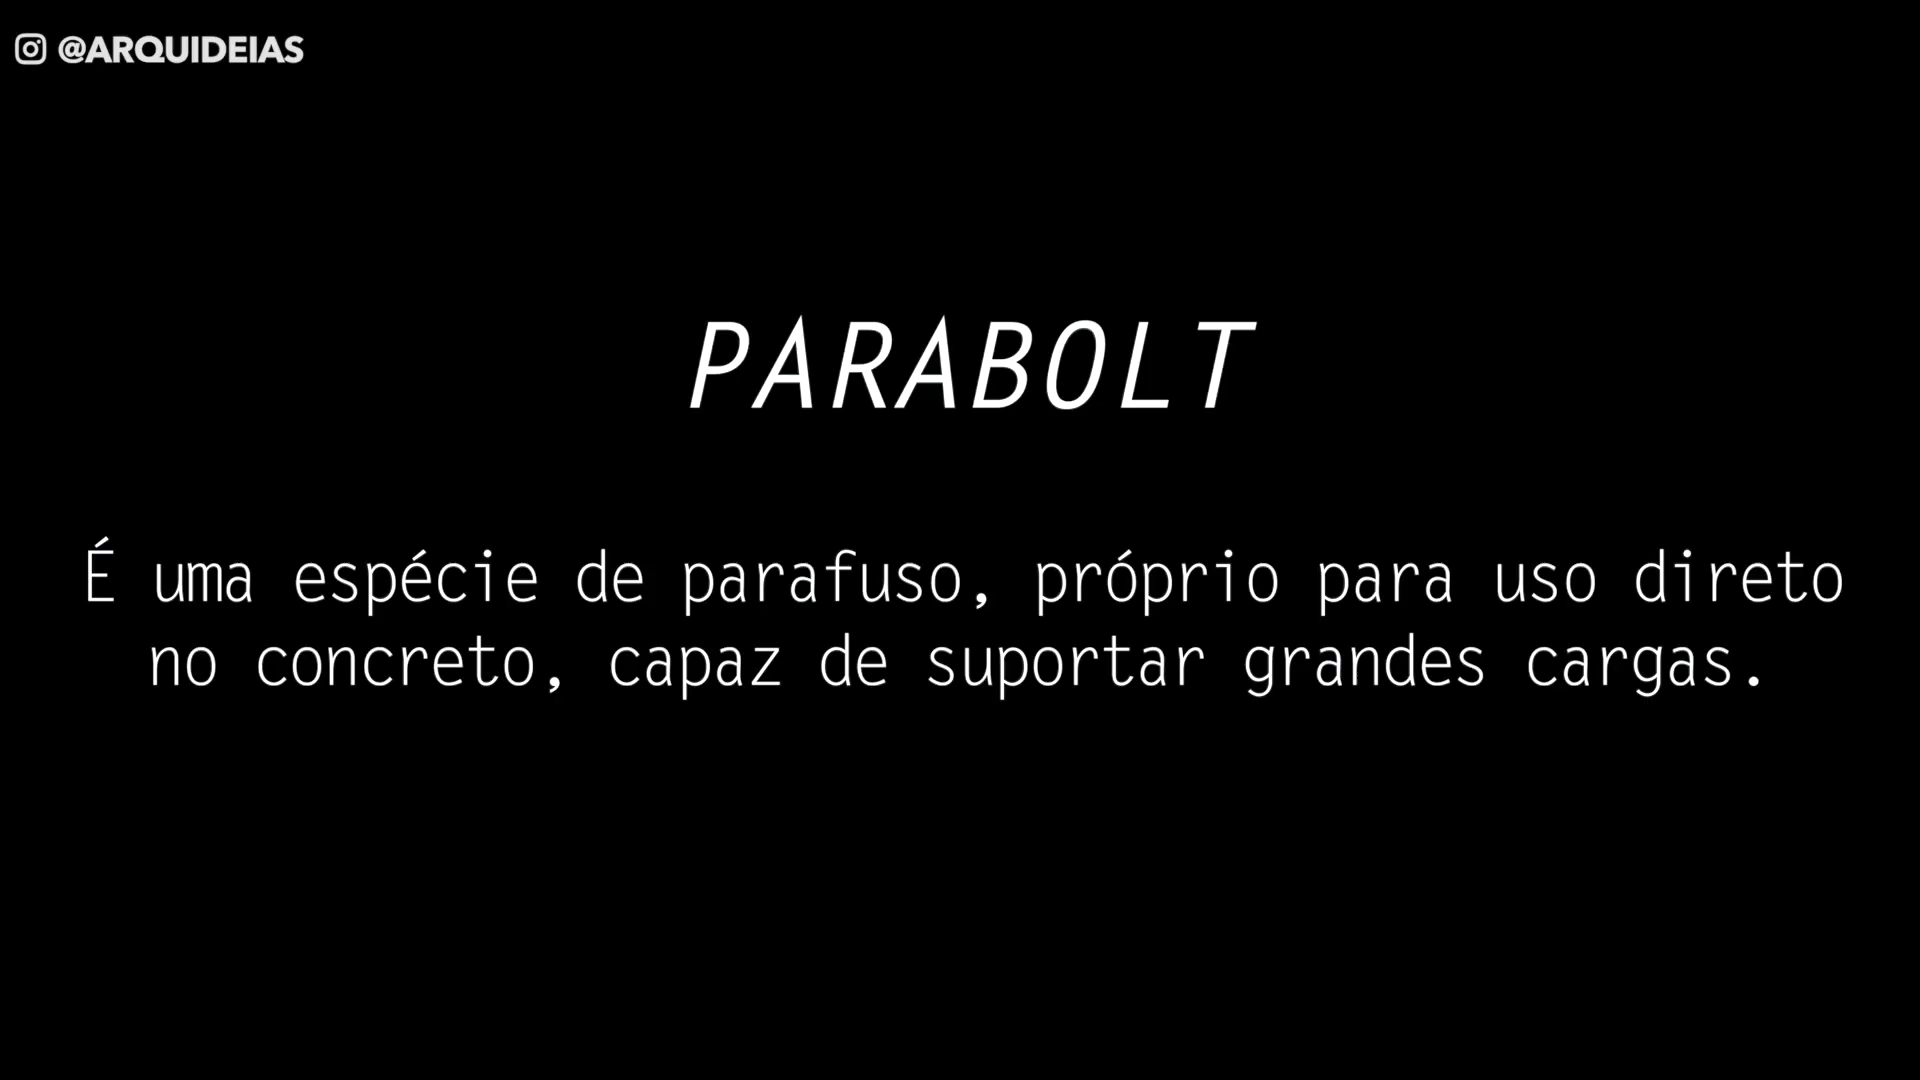 @ARQUIDEIAS
PARABOLT
É uma espécie de parafuso, próprio para uso direto
no concreto, capaz de suportar grandes cargas.